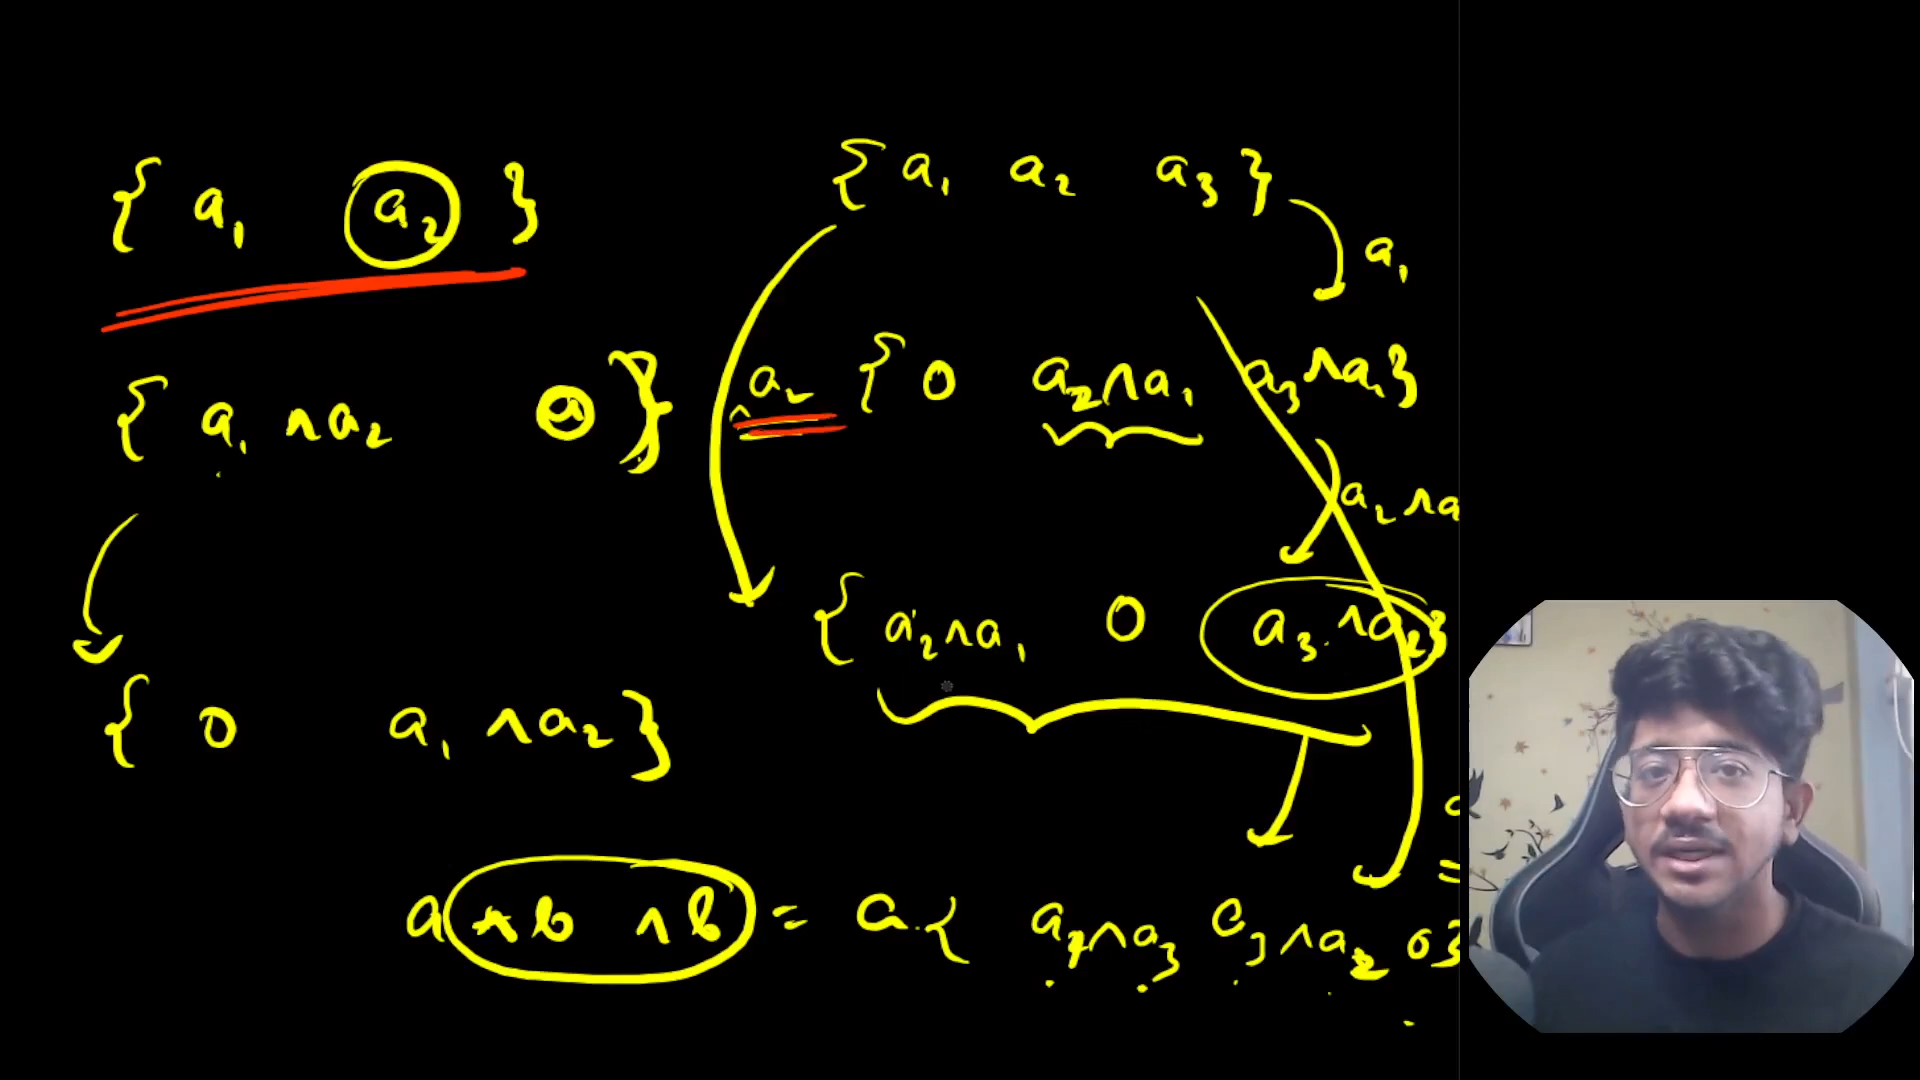 { a₁ a₂ }
{ a₁ ∧ a₂ }
{ 0 a₁ ∧ a₂ }
{ a₁ a₂ a₃ }
a₁
^a₂ { 0 a₂ ∧ a₁ a₃ ∧ a₁ }
a₂ ∧ a
{ a₂ ∧ a₁ 0 a₃ ∧ a₂ }
a ∧ b ∧ b = a { a₂ ∧ a₃ a₃ ∧ a₂ 0 }